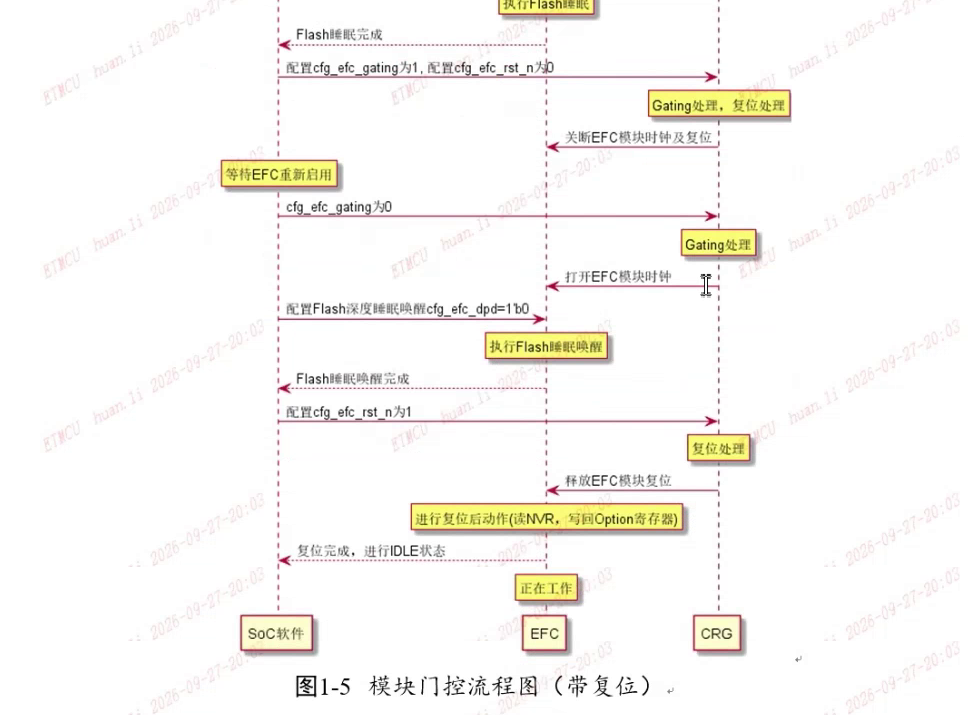 执行Flash睡眠
Flash睡眠完成
配置cfg_efc_gating为1, 配置cfg_efc_rst_n为0
Gating处理，复位处理
关断EFC模块时钟及复位
等待EFC重新启用
cfg_efc_gating为0
Gating处理
打开EFC模块时钟
配置Flash深度睡眠唤醒cfg_efc_dpd=1'b0
执行Flash睡眠唤醒
Flash睡眠唤醒完成
配置cfg_efc_rst_n为1
复位处理
释放EFC模块复位
进行复位后动作(读NVR，写回Option寄存器)
复位完成，进行IDLE状态
正在工作
SoC软件 EFC CRG
图1-5 模块门控流程图（带复位）
ETMCU huan.li 2026-09-27-20:03